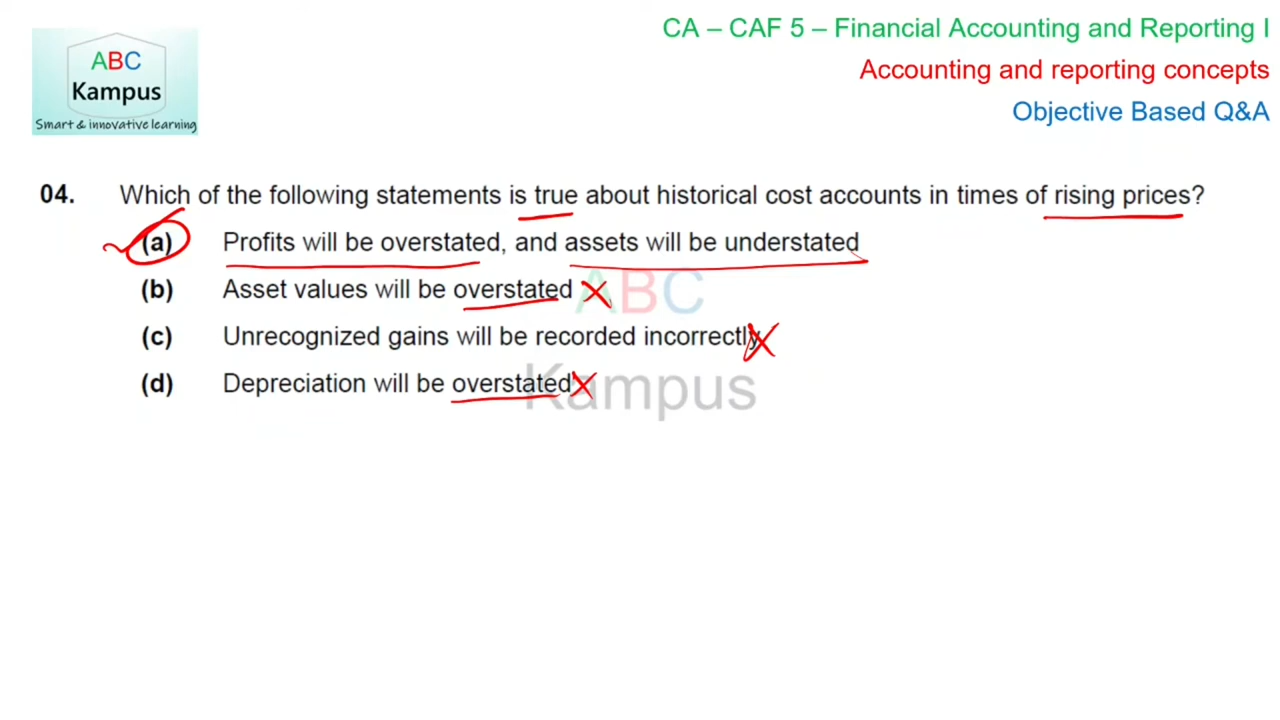 ABC
Kampus
Smart & innovative learning
CA – CAF 5 – Financial Accounting and Reporting I
Accounting and reporting concepts
Objective Based Q&A
04. Which of the following statements is true about historical cost accounts in times of rising prices?
(a) Profits will be overstated, and assets will be understated
(b) Asset values will be overstated
(c) Unrecognized gains will be recorded incorrectly
(d) Depreciation will be overstated
ABC
Kampus